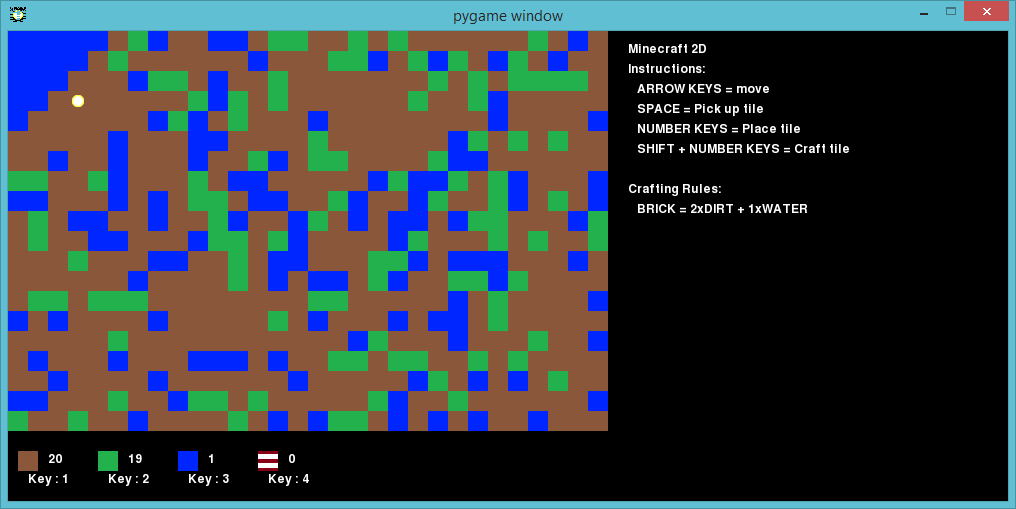 pygame window
Minecraft 2D
Instructions:
ARROW KEYS = move
SPACE = Pick up tile
NUMBER KEYS = Place tile
SHIFT + NUMBER KEYS = Craft tile
Crafting Rules:
BRICK = 2xDIRT + 1xWATER
20 19 1 0
Key : 1 Key : 2 Key : 3 Key : 4